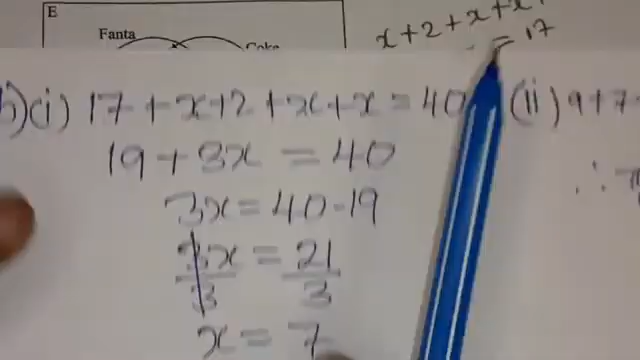 E
Fanta
Coke
x+2+x+x
= 17
b)(i) 17+x+2+x+x=40
(ii) 9+7
19+3x = 40
3x=40-19
3x/3 = 21/3
x = 7